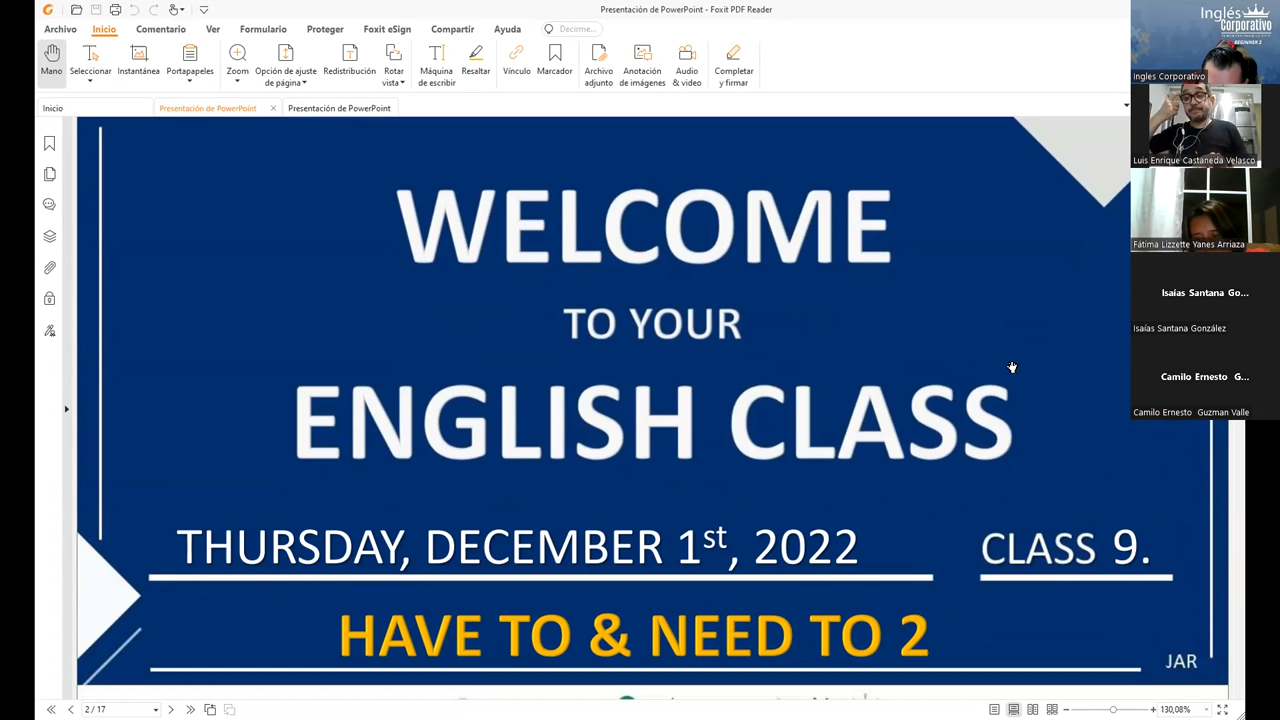 Presentación de PowerPoint - Foxit PDF Reader
Archivo Inicio Comentario Ver Formulario Proteger Foxit eSign Compartir Ayuda Decirme...
Mano Seleccionar Instantánea Portapapeles Zoom Opción de ajuste de página Redistribución Rotar vista Máquina de escribir Resaltar Vínculo Marcador Archivo adjunto Anotación de imágenes Audio & video Completar y firmar
Inicio Presentación de PowerPoint Presentación de PowerPoint
WELCOME
TO YOUR
ENGLISH CLASS
THURSDAY, DECEMBER 1st, 2022 CLASS 9.
HAVE TO & NEED TO 2
JAR
2 / 17
130,08%
Inglés
Corporativo
BEGINNER 2
Ingles Corporativo
Luis Enrique Castaneda Velasco
Fátima Lizzette Yanes Arriaza
Isaías Santana Go...
Isaías Santana González
Camilo Ernesto G...
Camilo Ernesto Guzman Valle